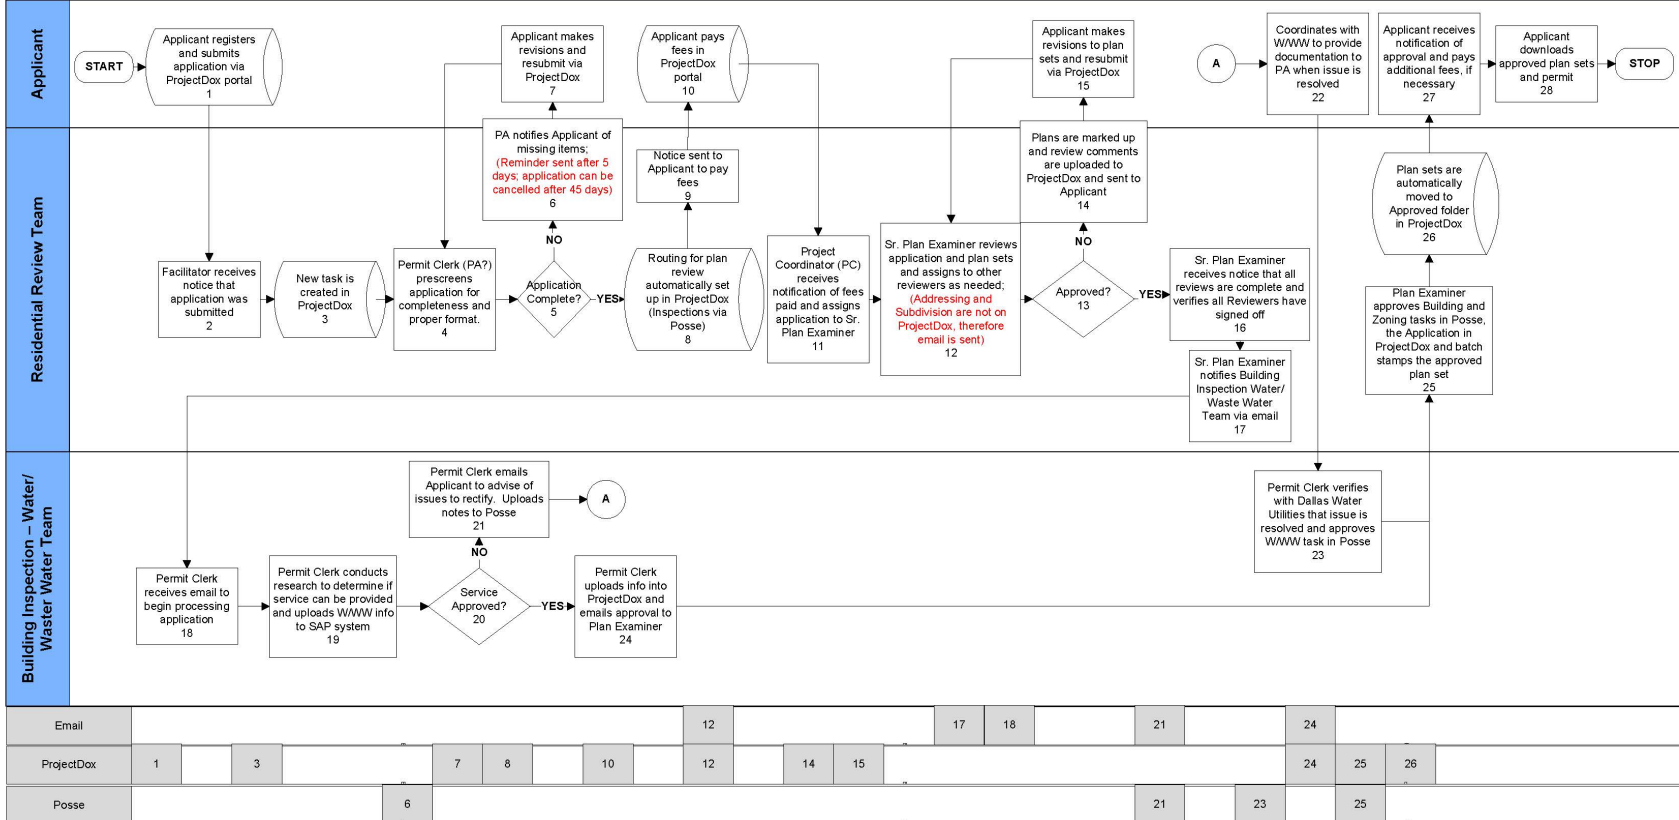 Applicant
START
Applicant registers
and submits
application via
ProjectDox portal
1
Applicant makes
revisions and
resubmit via
ProjectDox
7
Applicant pays
fees in
ProjectDox
portal
10
Applicant makes
revisions to plan
sets and resubmit
via ProjectDox
15
A
Coordinates with
W/WW to provide
documentation to
PA when issue is
resolved
22
Applicant receives
notification of
approval and pays
additional fees, if
necessary
27
Applicant
downloads
approved plan sets
and permit
28
STOP
Residential Review Team
Facilitator receives
notice that
application was
submitted
2
New task is
created in
ProjectDox
3
Permit Clerk (PA?)
prescreens
application for
completeness and
proper format.
4
PA notifies Applicant of
missing items;
(Reminder sent after 5
days; application can be
cancelled after 45 days)
6
NO
Application
Complete?
5
YES
Notice sent to
Applicant to pay
fees
9
Routing for plan
review
automatically set
up in ProjectDox
(Inspections via
Posse)
8
Project
Coordinator (PC)
receives
notification of fees
paid and assigns
application to Sr.
Plan Examiner
11
Sr. Plan Examiner reviews
application and plan sets
and assigns to other
reviewers as needed;
(Addressing and
Subdivision are not on
ProjectDox, therefore
email is sent)
12
Plans are marked up
and review comments
are uploaded to
ProjectDox and sent to
Applicant
14
NO
Approved?
13
YES
Sr. Plan Examiner
receives notice that all
reviews are complete and
verifies all Reviewers have
signed off
16
Sr. Plan Examiner
notifies Building
Inspection Water/
Waste Water
Team via email
17
Plan sets are
automatically
moved to
Approved folder
in ProjectDox
26
Plan Examiner
approves Building and
Zoning tasks in Posse,
the Application in
ProjectDox and batch
stamps the approved
plan set
25
Building Inspection – Water/
Waster Water Team
Permit Clerk
receives email to
begin processing
application
18
Permit Clerk conducts
research to determine if
service can be provided
and uploads W/WW info
to SAP system
19
Permit Clerk emails
Applicant to advise of
issues to rectify. Uploads
notes to Posse
21
A
NO
Service
Approved?
20
YES
Permit Clerk
uploads info into
ProjectDox and
emails approval to
Plan Examiner
24
Permit Clerk verifies
with Dallas Water
Utilities that issue is
resolved and approves
W/WW task in Posse
23
Email 12 17 18 21 24
ProjectDox 1 3 7 8 10 12 14 15 24 25 26
Posse 6 21 23 25